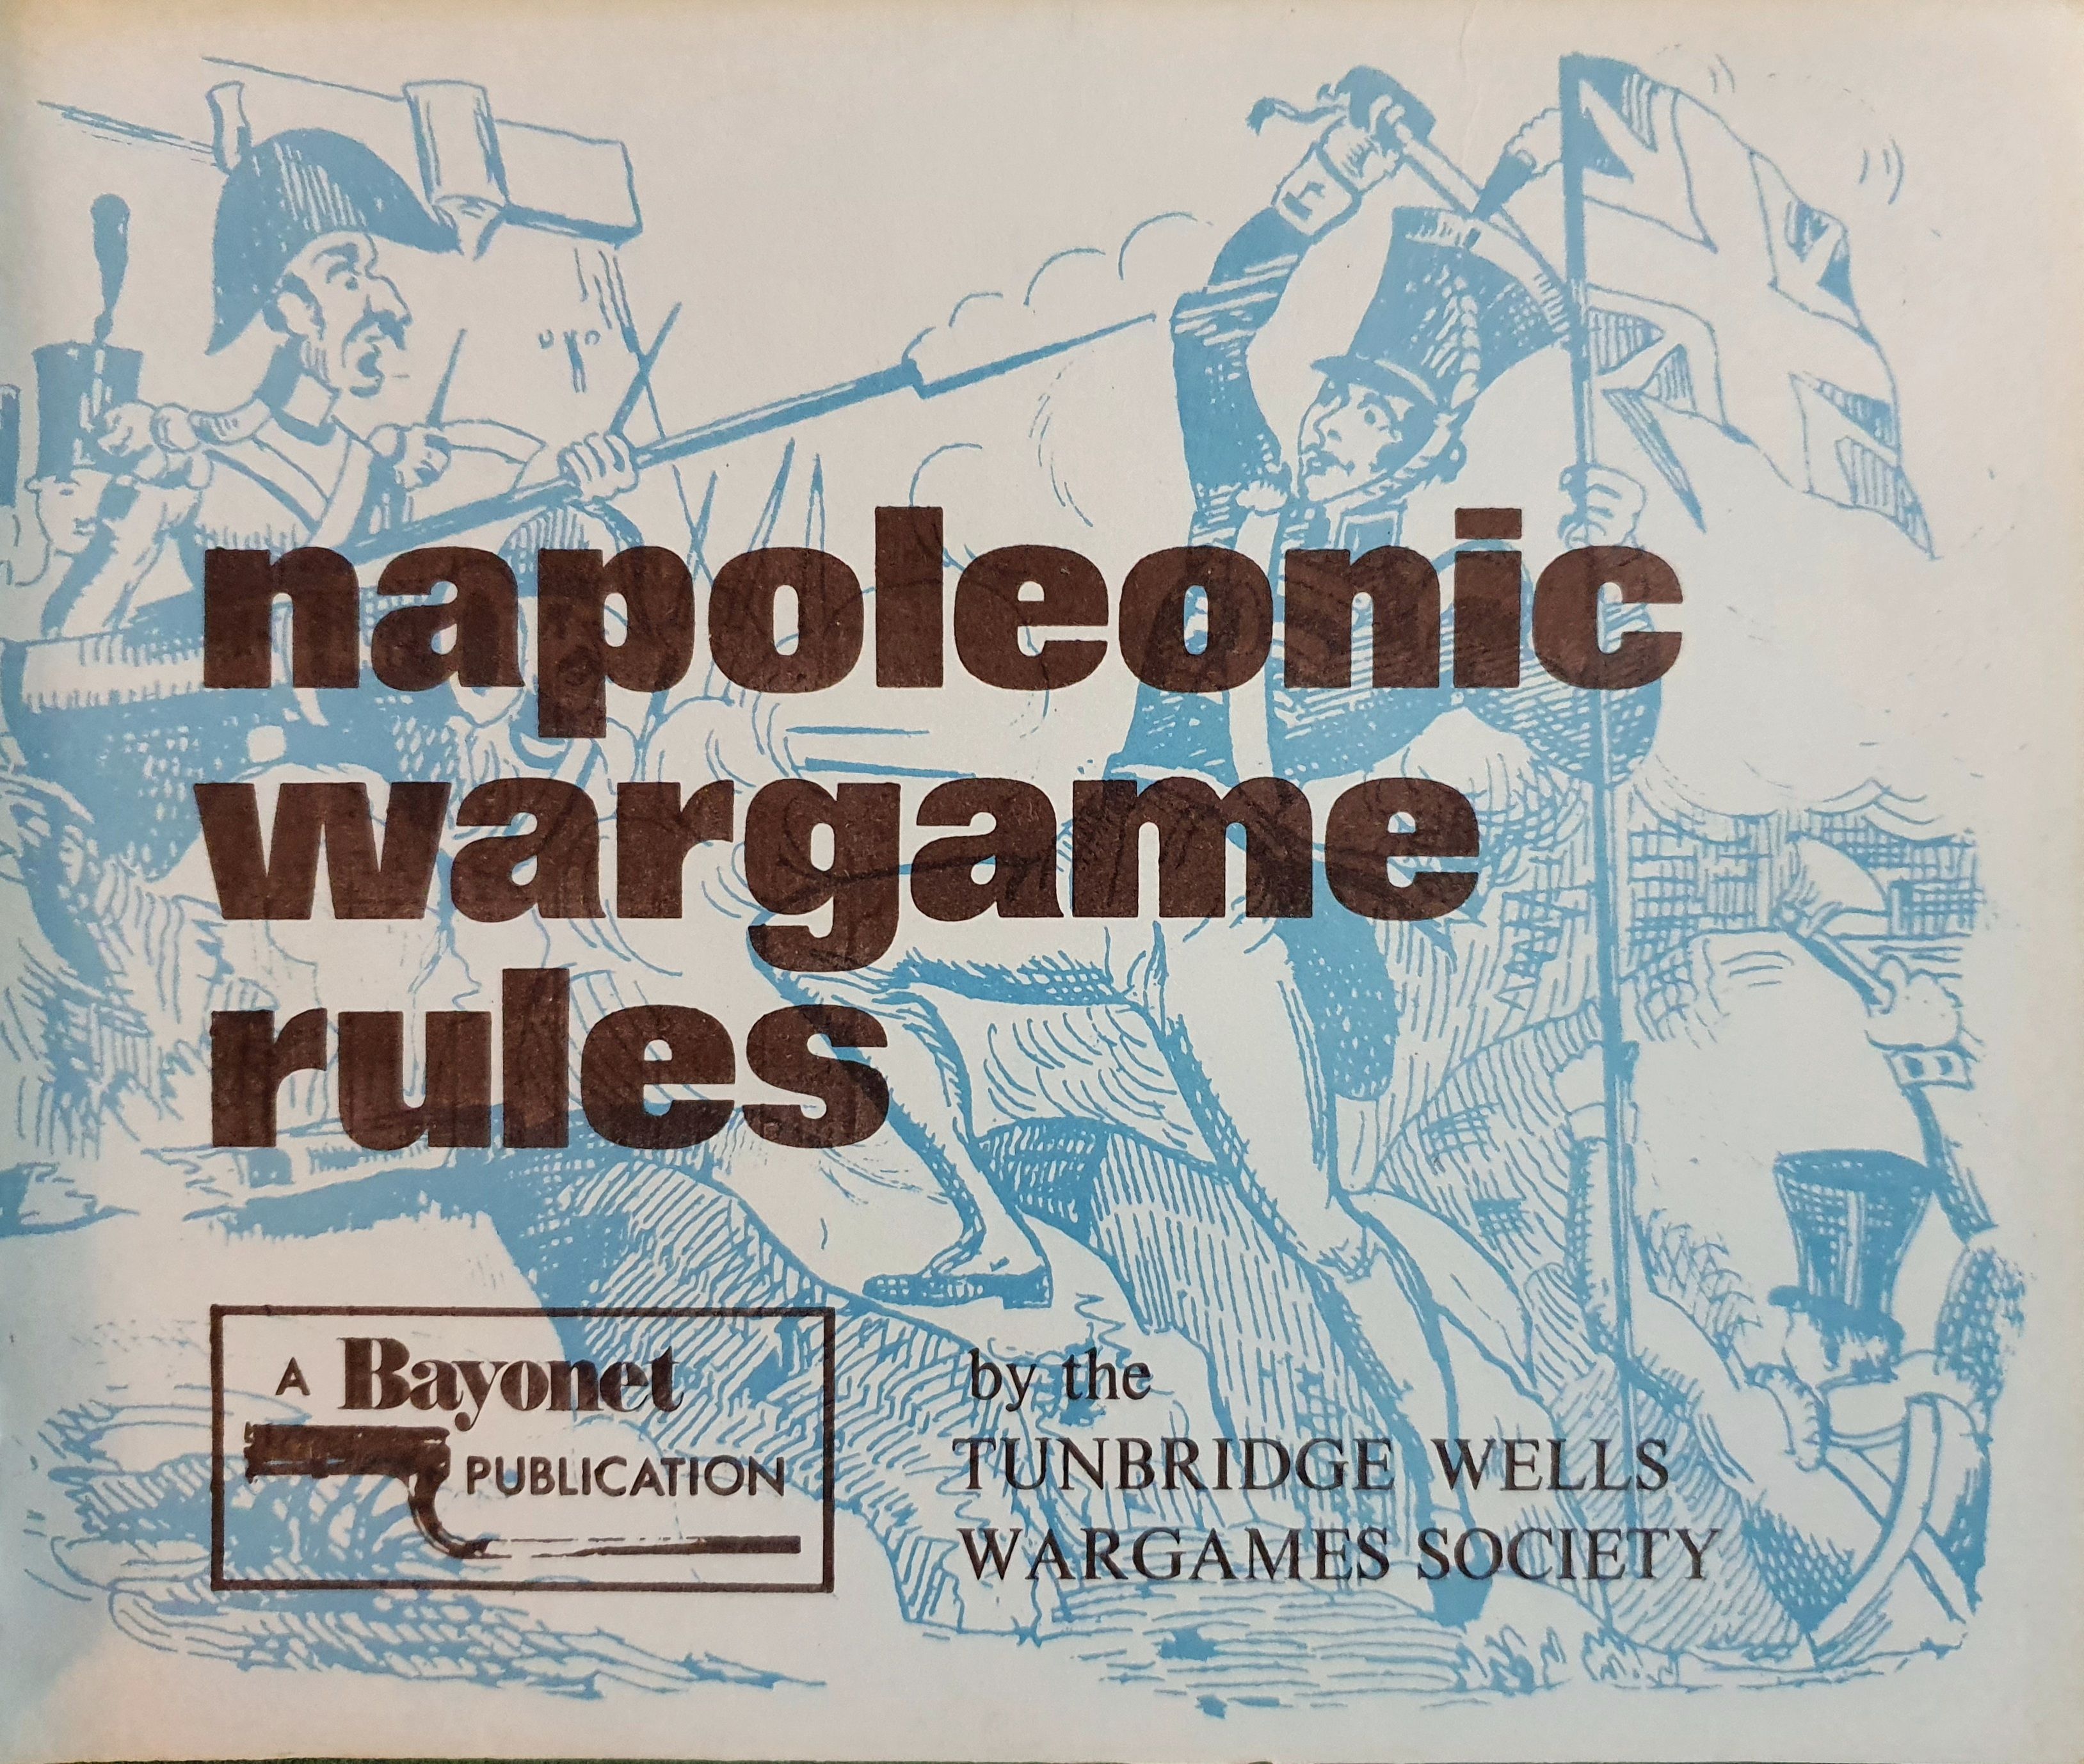 napoleonic
wargame
rules
A Bayonet
PUBLICATION
by the
TUNBRIDGE WELLS
WARGAMES SOCIETY